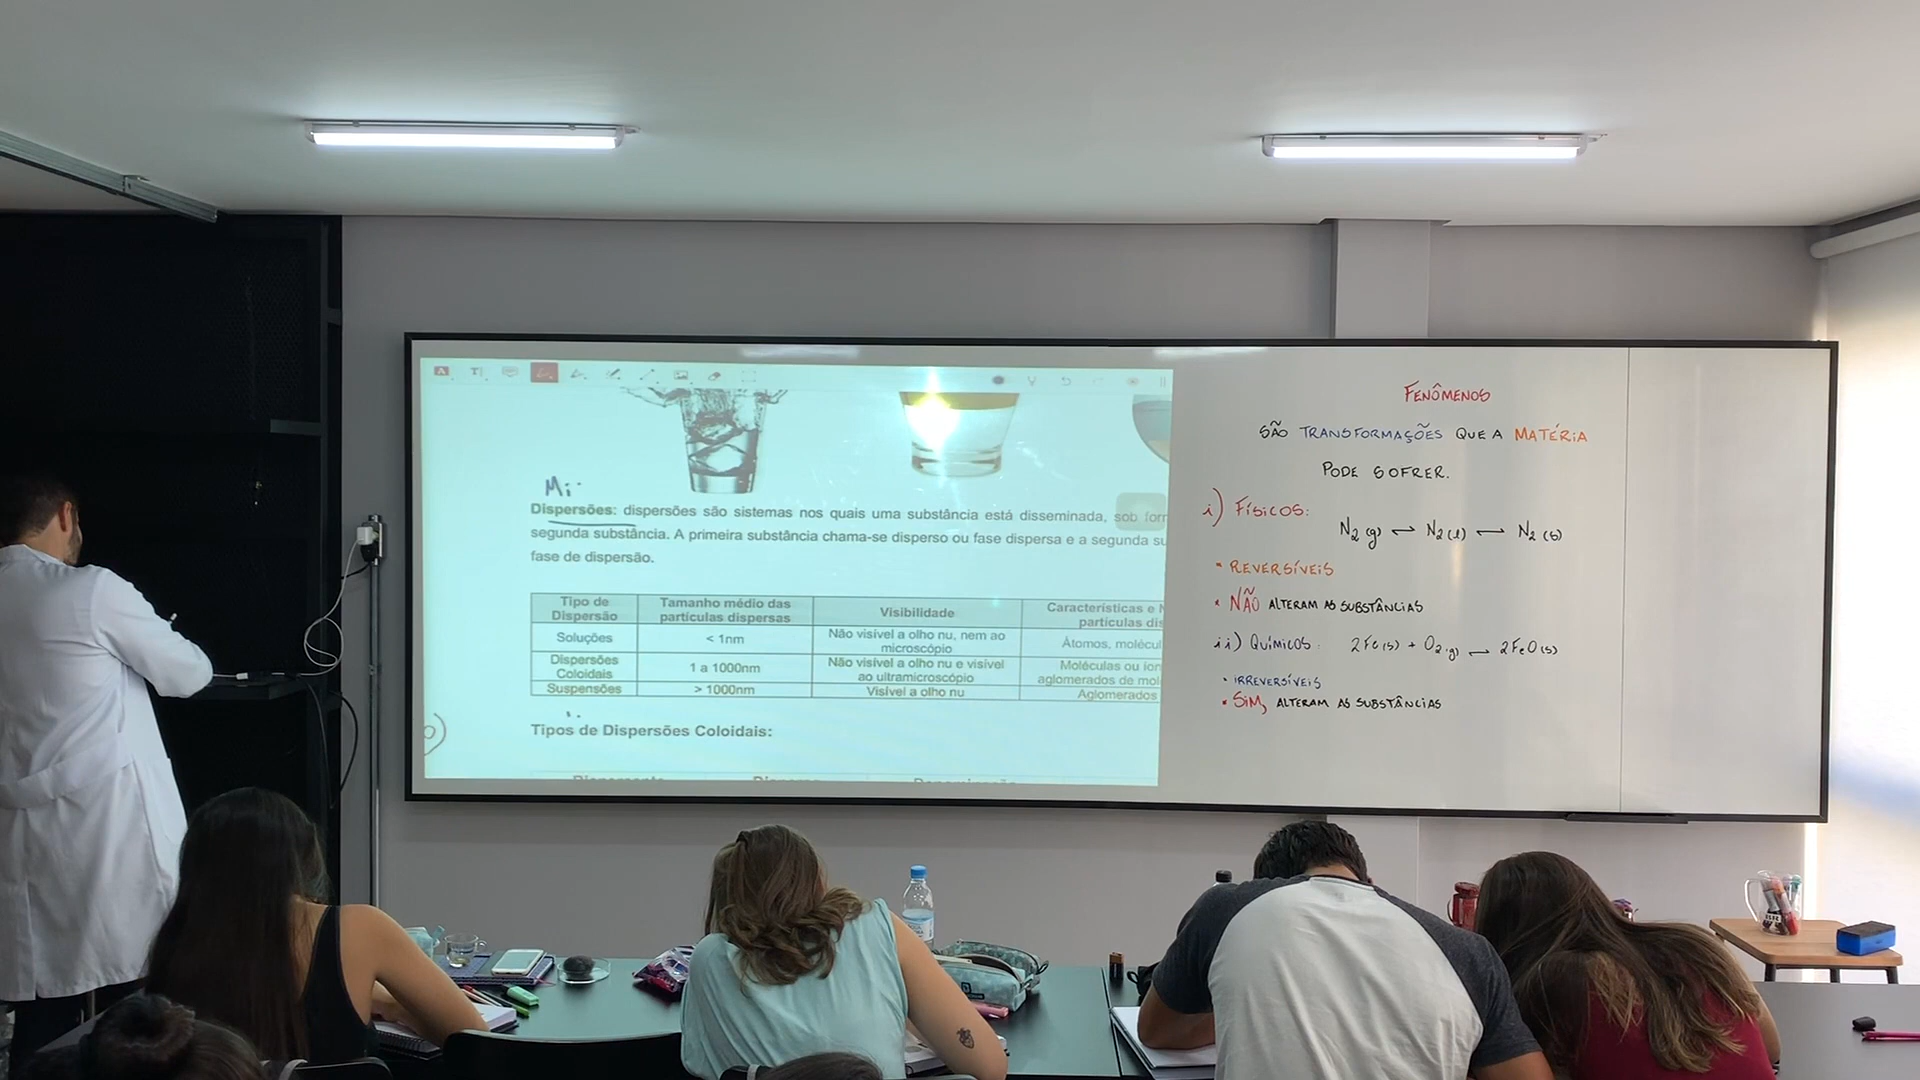 Mi
Dispersões: dispersões são sistemas nos quais uma substância está disseminada, sob
segunda substância. A primeira substância chama-se disperso ou fase dispersa e a segunda
fase de dispersão.
Tipo de Dispersão | Tamanho médio das partículas dispersas | Visibilidade | Características e
Soluções | < 1nm | Não visível a olho nu, nem ao microscópio | Átomos,
Dispersões Coloidais | 1 a 1000nm | Não visível a olho nu e visível ao ultramicroscópio | Moléculas ou
aglomerados de
Suspensões | > 1000nm | Visível a olho nu | Aglomerados
Tipos de Dispersões Coloidais:
FENÔMENOS
SÃO TRANSFORMAÇÕES QUE A MATÉRIA
PODE SOFRER.
i) FÍSICOS:
N2 (g) ⇌ N2 (l) ⇌ N2 (s)
• REVERSÍVEIS
• NÃO ALTERAM AS SUBSTÂNCIAS
ii) QUÍMICOS: 2Fe(s) + O2(g) ⇌ 2FeO(s)
• IRREVERSÍVEIS
• SIM, ALTERAM AS SUBSTÂNCIAS